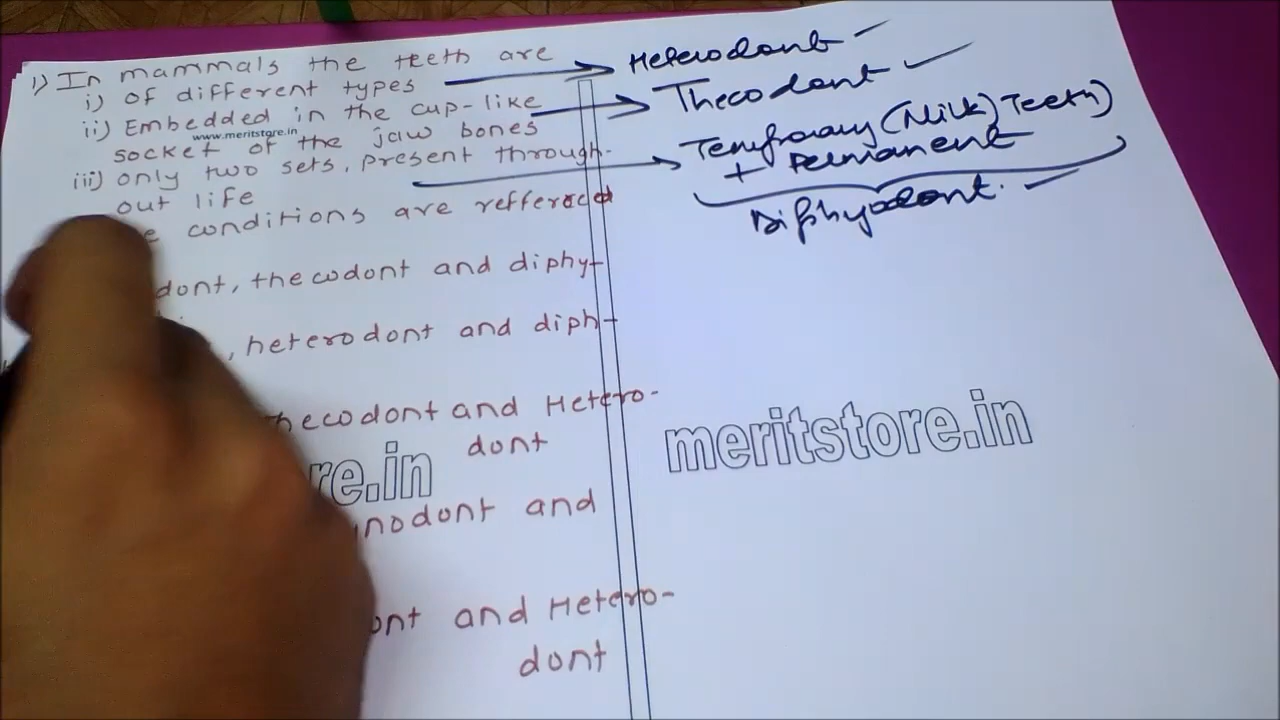 1) In mammals the teeth are
i) of different types
ii) Embedded in the cup-like
www.meritstore.in
socket of the jaw bones
iii) only two sets, present through-
out life
conditions are reffered
dont, thecodont and diphy-
, heterodont and diph-
thecodont and Hetero-
dont
re.in
nodont and
ont and Hetero-
dont
Heterodont
Thecodont
Temporary (Milk) Teeth)
+ Permanent
Diphyodont.
meritstore.in